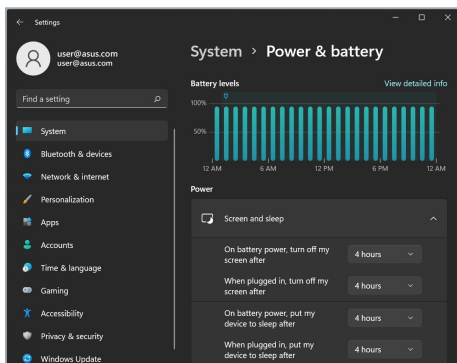 Settings
user@asus.com
user@asus.com
Find a setting
System
Bluetooth & devices
Network & internet
Personalization
Apps
Accounts
Time & language
Gaming
Accessibility
Privacy & security
Windows Update
System > Power & battery
Battery levels
View detailed info
100%
50%
12 AM
6 AM
12 PM
6 PM
12 AM
Power
Screen and sleep
On battery power, turn off my
screen after
4 hours
When plugged in, turn off my
screen after
4 hours
On battery power, put my
device to sleep after
4 hours
When plugged in, put my
device to sleep after
4 hours